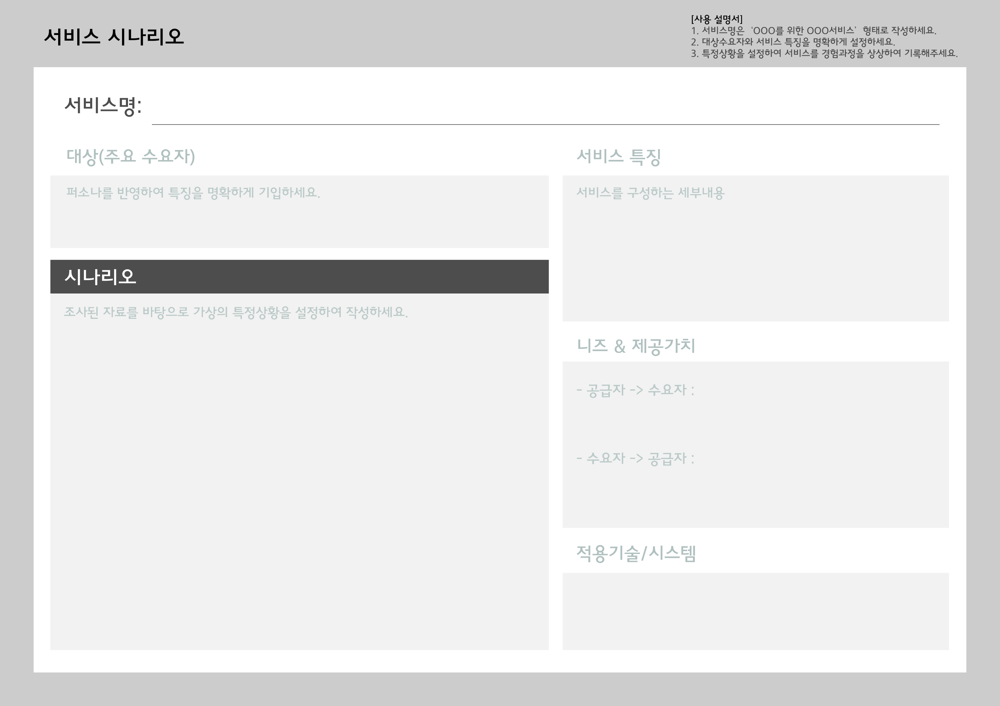 서비스 시나리오
[사용 설명서]
1. 서비스명은 ‘OOO를 위한 OOO서비스’ 형태로 작성하세요.
2. 대상수요자와 서비스 특징을 명확하게 설정하세요.
3. 특정상황을 설정하여 서비스를 경험과정을 상상하여 기록해주세요.
서비스명:
대상(주요 수요자)
퍼소나를 반영하여 특징을 명확하게 기입하세요.
시나리오
조사된 자로를 바탕으로 가상의 특정상황을 설정하여 작성하세요.
서비스 특징
서비스를 구성하는 세부내용
니즈 & 제공가치
- 공급자 -> 수요자 :
- 수요자 -> 공급자 :
적용기술/시스템